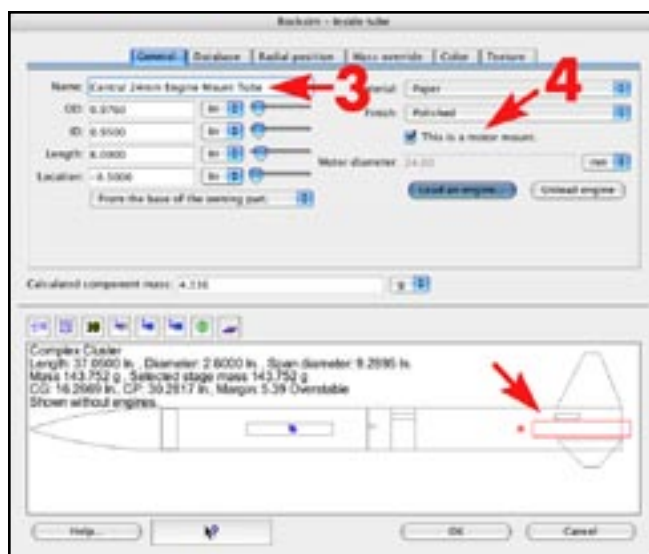 Rocksim - Inside tube
General Database Radial position Mass override Color Texture
Name: Central 24mm Engine Mount Tube
3
Material: Paper
4
OD: 0.9760 in
Finish: Polished
ID: 0.9500 in
This is a motor mount.
Length: 8.0000 in
Motor diameter: 24.00 mm
Location: -0.5000 in
Load an engine... Unload engine
From the base of the owning part.
Calculated component mass: 4.336 g
Complex Cluster
Length: 37.0500 In. , Diameter: 2.6000 In. , Span diameter: 9.2895 In.
Mass 143.752 g , Selected stage mass 143.752 g
CG: 16.2669 In., CP: 30.2817 In., Margin: 5.39 Overstable
Shown without engines.
Help... OK Cancel